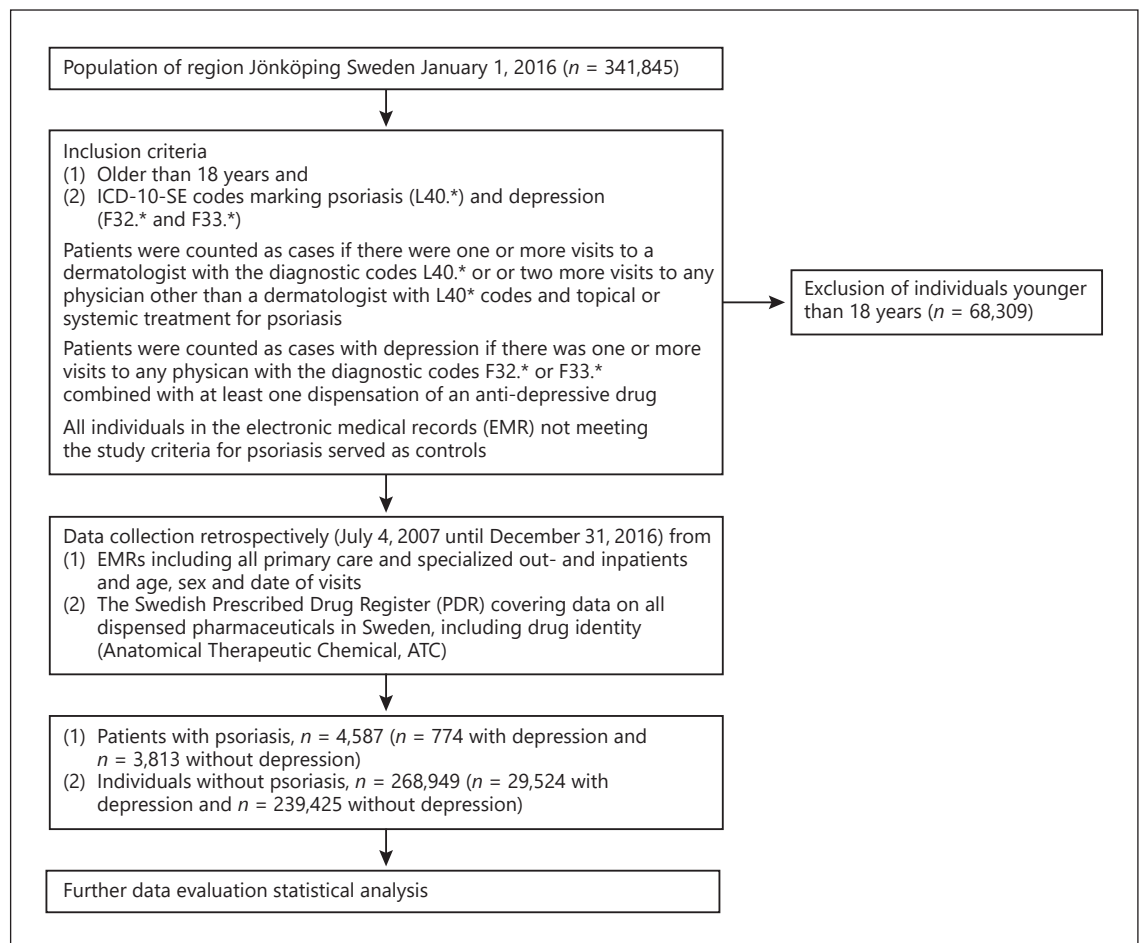 Population of region Jönköping Sweden January 1, 2016 (n = 341,845)
Inclusion criteria
(1) Older than 18 years and
(2) ICD-10-SE codes marking psoriasis (L40.*) and depression
(F32.* and F33.*)
Patients were counted as cases if there were one or more visits to a
dermatologist with the diagnostic codes L40.* or or two more visits to any
physician other than a dermatologist with L40* codes and topical or
systemic treatment for psoriasis
Patients were counted as cases with depression if there was one or more
visits to any physican with the diagnostic codes F32.* or F33.*
combined with at least one dispensation of an anti-depressive drug
All individuals in the electronic medical records (EMR) not meeting
the study criteria for psoriasis served as controls
Exclusion of individuals younger
than 18 years (n = 68,309)
Data collection retrospectively (July 4, 2007 until December 31, 2016) from
(1) EMRs including all primary care and specialized out- and inpatients
and age, sex and date of visits
(2) The Swedish Prescribed Drug Register (PDR) covering data on all
dispensed pharmaceuticals in Sweden, including drug identity
(Anatomical Therapeutic Chemical, ATC)
(1) Patients with psoriasis, n = 4,587 (n = 774 with depression and
n = 3,813 without depression)
(2) Individuals without psoriasis, n = 268,949 (n = 29,524 with
depression and n = 239,425 without depression)
Further data evaluation statistical analysis